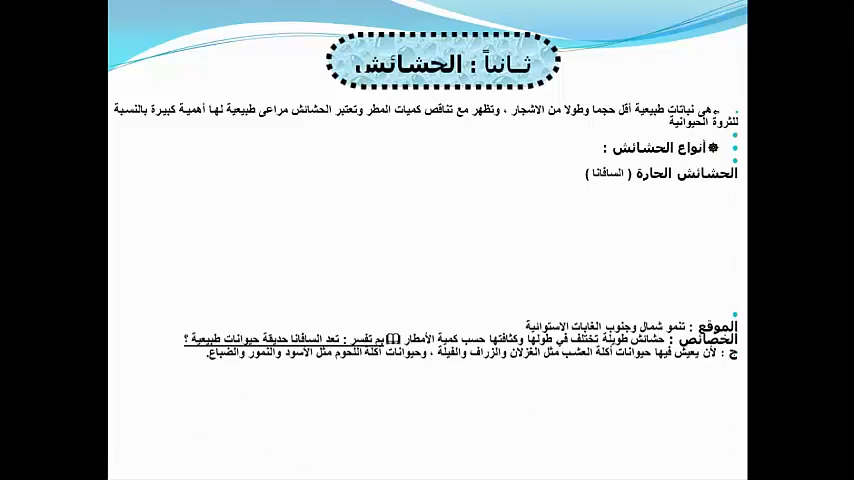 ثـانياً : الحشائش
هى نباتات طبيعية أقل حجما وطولا من الاشجار ، وتظهر مع تناقص كميات المطر وتعتبر الحشائش مراعى طبيعية لها أهمية كبيرة بالنسبة
للثروة الحيوانية
۞أنواع الحشائش :
الحشائش الحارة ( السافانا )
الموقع : تنمو شمال وجنوب الغابات الاستوائية
الخصائص : حشائش طويلة تختلف في طولها وكثافتها حسب كمية الأمطار 🕮بم تفسر : تعد السافانا حديقة حيوانات طبيعية ؟
ج : لأن يعيش فيها حيوانات آكلة العشب مثل الغزلان والزراف والفيلة ، وحيوانات آكلة اللحوم مثل الأسود والنمور والضباع.